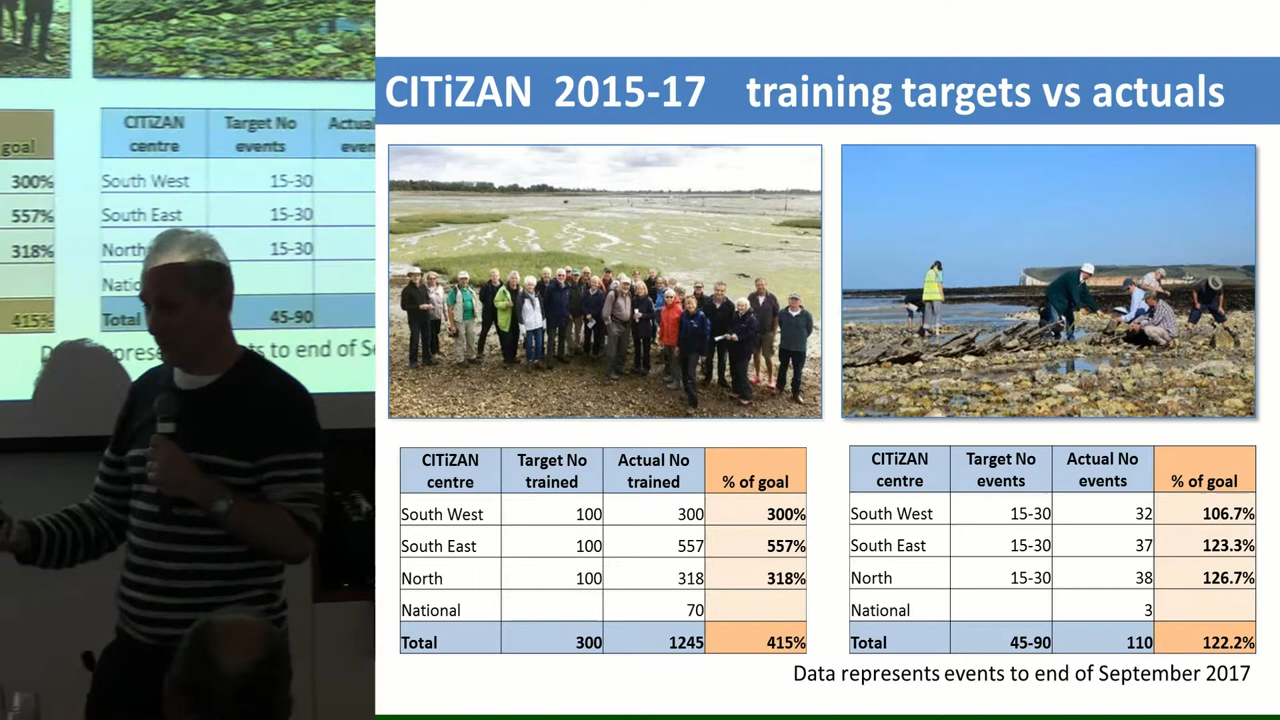 CITiZAN 2015-17 training targets vs actuals
CITiZAN centre Target No trained Actual No trained % of goal
South West 100 300 300%
South East 100 557 557%
North 100 318 318%
National 70
Total 300 1245 415%
CITiZAN centre Target No events Actual No events % of goal
South West 15-30 32 106.7%
South East 15-30 37 123.3%
North 15-30 38 126.7%
National 3
Total 45-90 110 122.2%
Data represents events to end of September 2017
goal
300%
557%
318%
415%
CITiZAN centre Target No events
South West 15-30
South East 15-30
North 15-30
Total 45-90
to end of